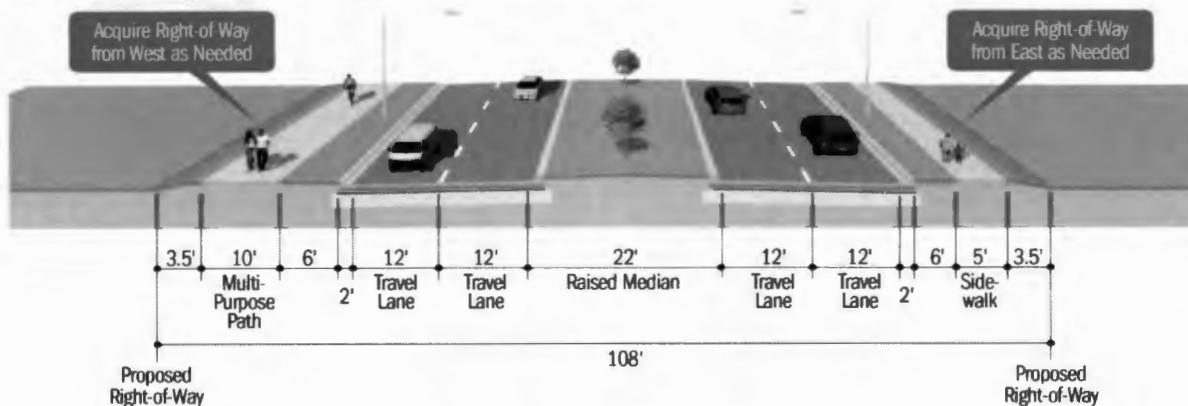 Acquire Right-of-Way
from West as Needed
Acquire Right-of-Way
from East as Needed
3.5'
10'
6'
2'
12'
12'
22'
12'
12'
2'
6'
5'
3.5'
Multi-
Purpose
Path
Travel
Lane
Travel
Lane
Raised Median
Travel
Lane
Travel
Lane
Side-
walk
108'
Proposed
Right-of-Way
Proposed
Right-of-Way